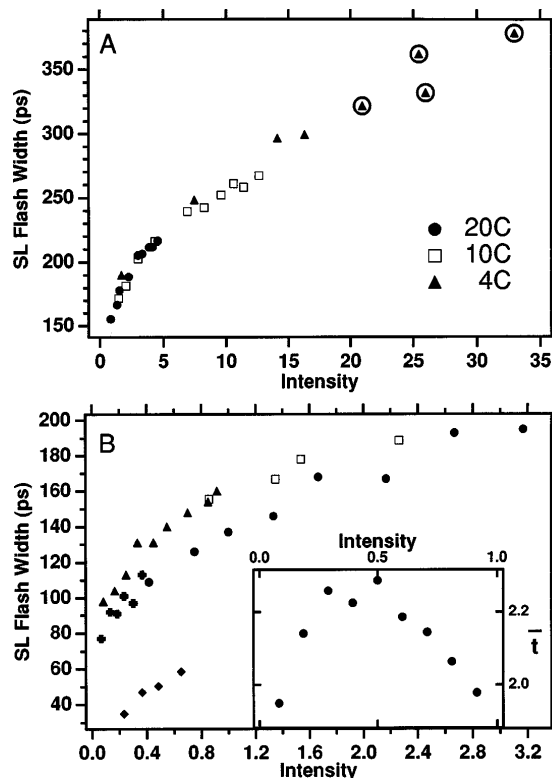 A
SL Flash Width (ps)
350
300
250
200
150
20C
10C
4C
0 5 10 15 20 25 30 35
Intensity
B
SL Flash Width (ps)
200
180
160
140
120
100
80
60
40
Intensity
0.0 0.5 1.0
2.2
2.0
t
0.0 0.4 0.8 1.2 1.6 2.0 2.4 2.8 3.2
Intensity